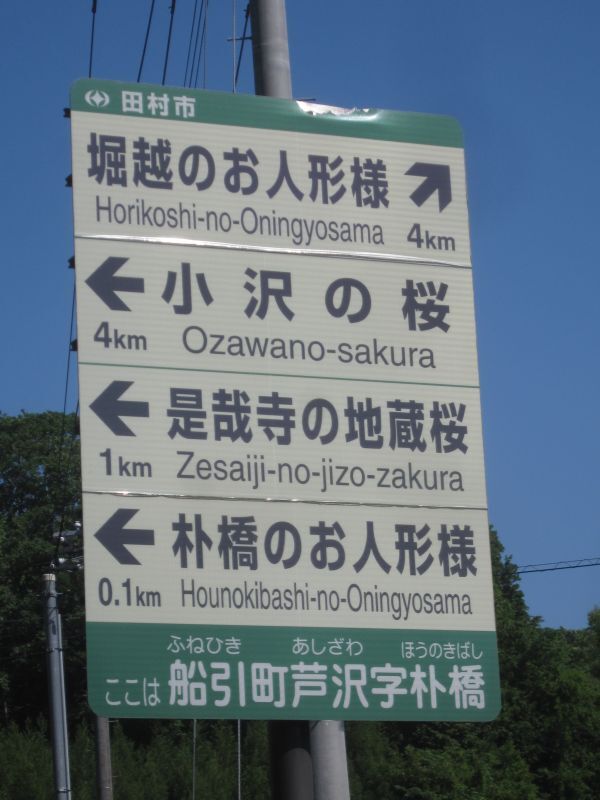 田村市
堀越のお人形様
Horikoshi-no-Oningyosama 4km
小沢の桜
4km Ozawano-sakura
是哉寺の地蔵桜
1km Zesaiji-no-jizo-zakura
朴橋のお人形様
0.1km Hounokibashi-no-Oningyosama
ふねひき あしざわ ほうのきばし
ここは 船引町芦沢字朴橋